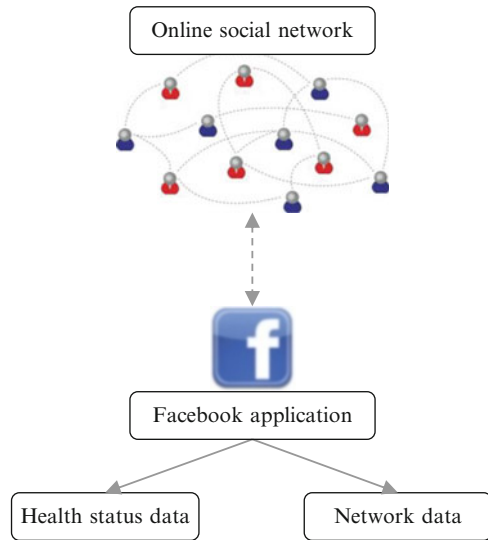 Online social network
f
Facebook application
Health status data
Network data